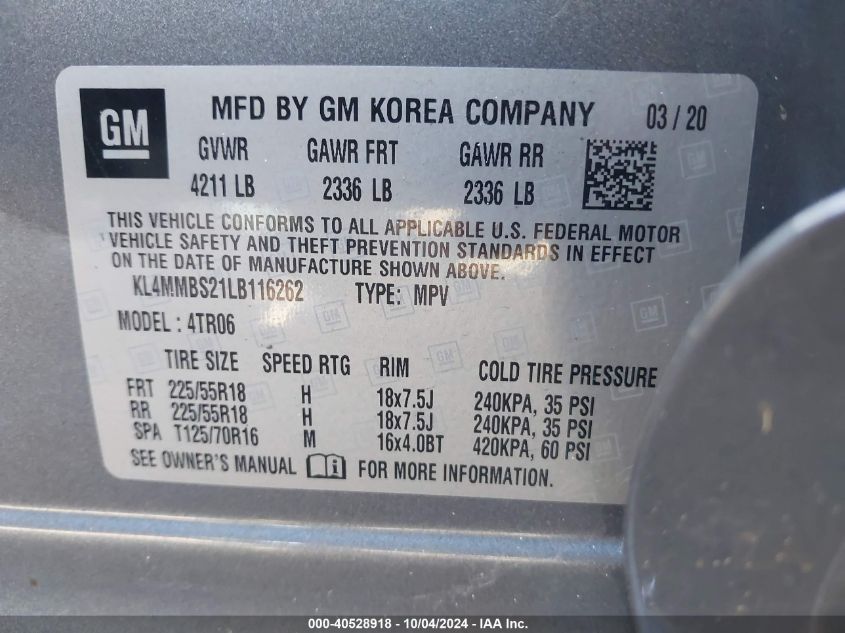 GM MFD BY GM KOREA COMPANY 03 / 20
GVWR GAWR FRT GAWR RR
4211 LB 2336 LB 2336 LB
THIS VEHICLE CONFORMS TO ALL APPLICABLE U.S. FEDERAL MOTOR
VEHICLE SAFETY AND THEFT PREVENTION STANDARDS IN EFFECT
ON THE DATE OF MANUFACTURE SHOWN ABOVE.
KL4MMBS21LB116262 TYPE: MPV
MODEL : 4TR06
TIRE SIZE SPEED RTG RIM COLD TIRE PRESSURE
FRT 225/55R18 H 18x7.5J 240KPA, 35 PSI
RR 225/55R18 H 18x7.5J 240KPA, 35 PSI
SPA T125/70R16 M 16x4.0BT 420KPA, 60 PSI
SEE OWNER'S MANUAL i FOR MORE INFORMATION.
000-40528918 - 10/04/2024 - IAA Inc.